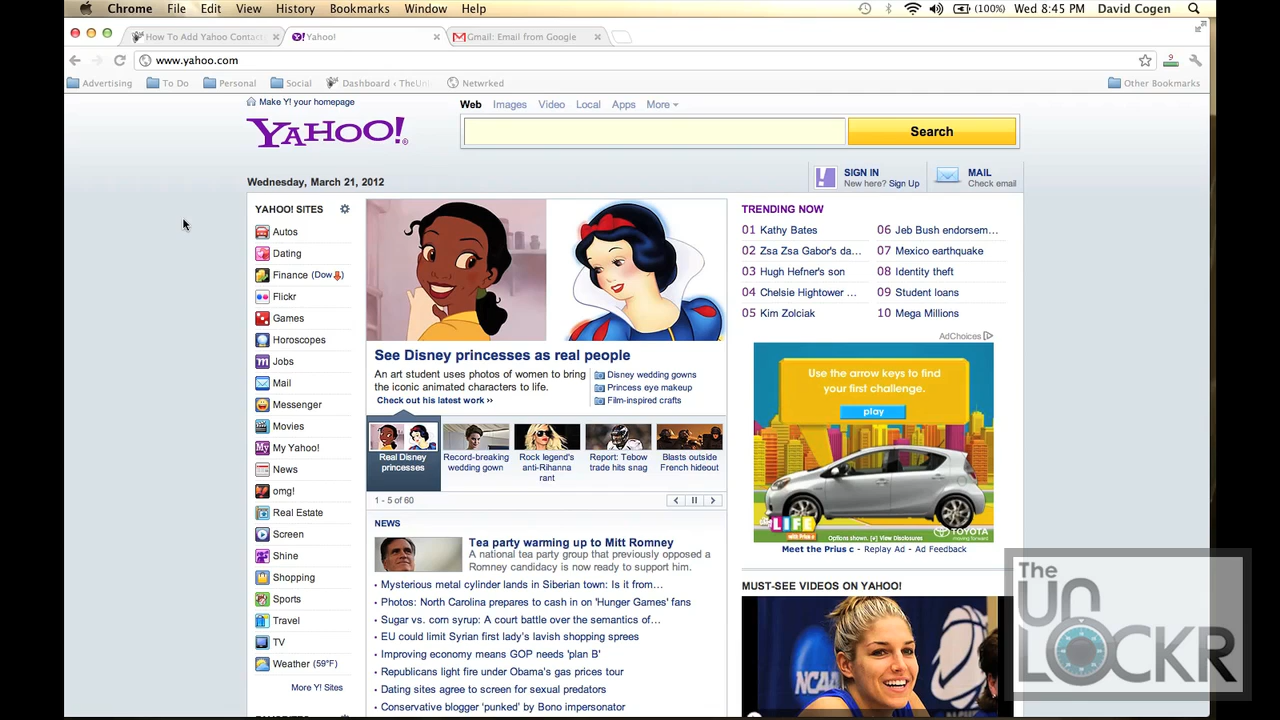 Chrome File Edit View History Bookmarks Window Help (100%) Wed 8:45 PM David Cogen
How To Add Yahoo Contact Yahoo! Gmail: Email from Google
www.yahoo.com
Advertising To Do Personal Social Dashboard ‹ TheUn Netwrked Other Bookmarks
Make Y! your homepage
Web Images Video Local Apps More
YAHOO!
Search
Wednesday, March 21, 2012
SIGN IN
New here? Sign Up
MAIL
Check email
YAHOO! SITES
Autos
Dating
Finance (Dow)
Flickr
Games
Horoscopes
Jobs
Mail
Messenger
Movies
My Yahoo!
News
omg!
Real Estate
Screen
Shine
Shopping
Sports
Travel
TV
Weather (59°F)
More Y! Sites
FAVORITES
See Disney princesses as real people
An art student uses photos of women to bring
the iconic animated characters to life.
Check out his latest work ››
Disney wedding gowns
Princess eye makeup
Film-inspired crafts
Real Disney
princesses
Record-breaking
wedding gown
Rock legend's
anti-Rihanna
rant
Report: Tebow
trade hits snag
Blasts outside
French hideout
1 - 5 of 60
NEWS
Tea party warming up to Mitt Romney
A national tea party group that previously opposed a
Romney candidacy is now ready to support him.
Mysterious metal cylinder lands in Siberian town: Is it from…
Photos: North Carolina prepares to cash in on 'Hunger Games' fans
Sugar vs. corn syrup: A court battle over the semantics of…
EU could limit Syrian first lady's lavish shopping sprees
Improving economy means GOP needs 'plan B'
Republicans light fire under Obama's gas prices tour
Dating sites agree to screen for sexual predators
Conservative blogger 'punked' by Bono impersonator
TRENDING NOW
01 Kathy Bates
02 Zsa Zsa Gabor's da…
03 Hugh Hefner's son
04 Chelsie Hightower …
05 Kim Zolciak
06 Jeb Bush endorsem…
07 Mexico earthquake
08 Identity theft
09 Student loans
10 Mega Millions
AdChoices
Use the arrow keys to find
your first challenge.
play
LIFE
Options shown. [+] View Disclosures
TOYOTA
moving forward
Meet the Prius c - Replay Ad - Ad Feedback
MUST-SEE VIDEOS ON YAHOO!
NCAA
The
UN
LOCKR